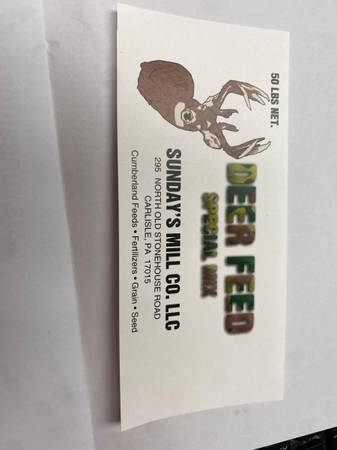 50 LBS NET.
DEER FEED
SPECIAL MIX
SUNDAY'S MILL CO. LLC
295 NORTH OLD STONEHOUSE ROAD
CARLISLE, PA 17015
Cumberland Feeds • Fertilizers • Grain • Seed